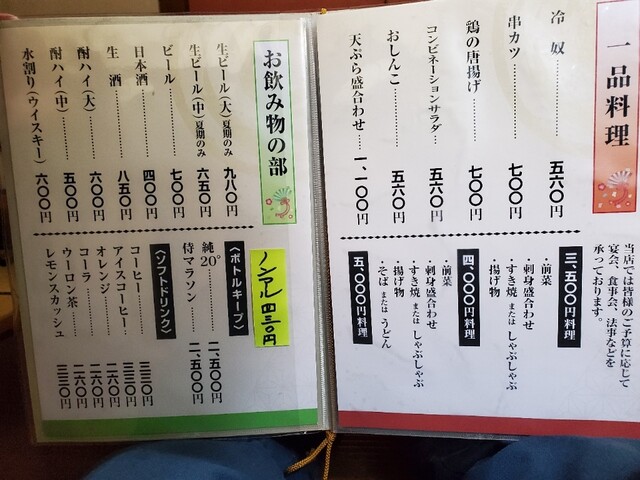 一品料理
冷奴 五六〇円
串カツ 七〇〇円
鶏の唐揚げ 七〇〇円
コンビネーションサラダ 五六〇円
おしんこ 五六〇円
天ぷら盛合わせ 一、一〇〇円
当店では皆様のご予算に応じて
宴会、食事会、法事などを
承っております。
三、五〇〇円料理
・前菜
・刺身盛合わせ
・すき焼 または しゃぶしゃぶ
・揚げ物
四、〇〇〇円料理
・前菜
・刺身盛合わせ
・すき焼 または しゃぶしゃぶ
・揚げ物
・そば または うどん
五、〇〇〇円料理
お飲み物の部
生ビール(大)夏期のみ 九八〇円
生ビール(中)夏期のみ 六五〇円
ビール 七〇〇円
日本酒 四〇〇円
生酒 八五〇円
酎ハイ(大) 六〇〇円
酎ハイ(中) 五〇〇円
水割り(ウイスキー) 六〇〇円
ノンアル 四三〇円
〈ボトルキープ〉
純20° 二、五〇〇円
侍マラソン 二、五〇〇円
〈ソフトドリンク〉
コーヒー 三三〇円
アイスコーヒー 三三〇円
オレンジ 二六〇円
コーラ 二六〇円
ウーロン茶 二六〇円
レモンスカッシュ 三三〇円